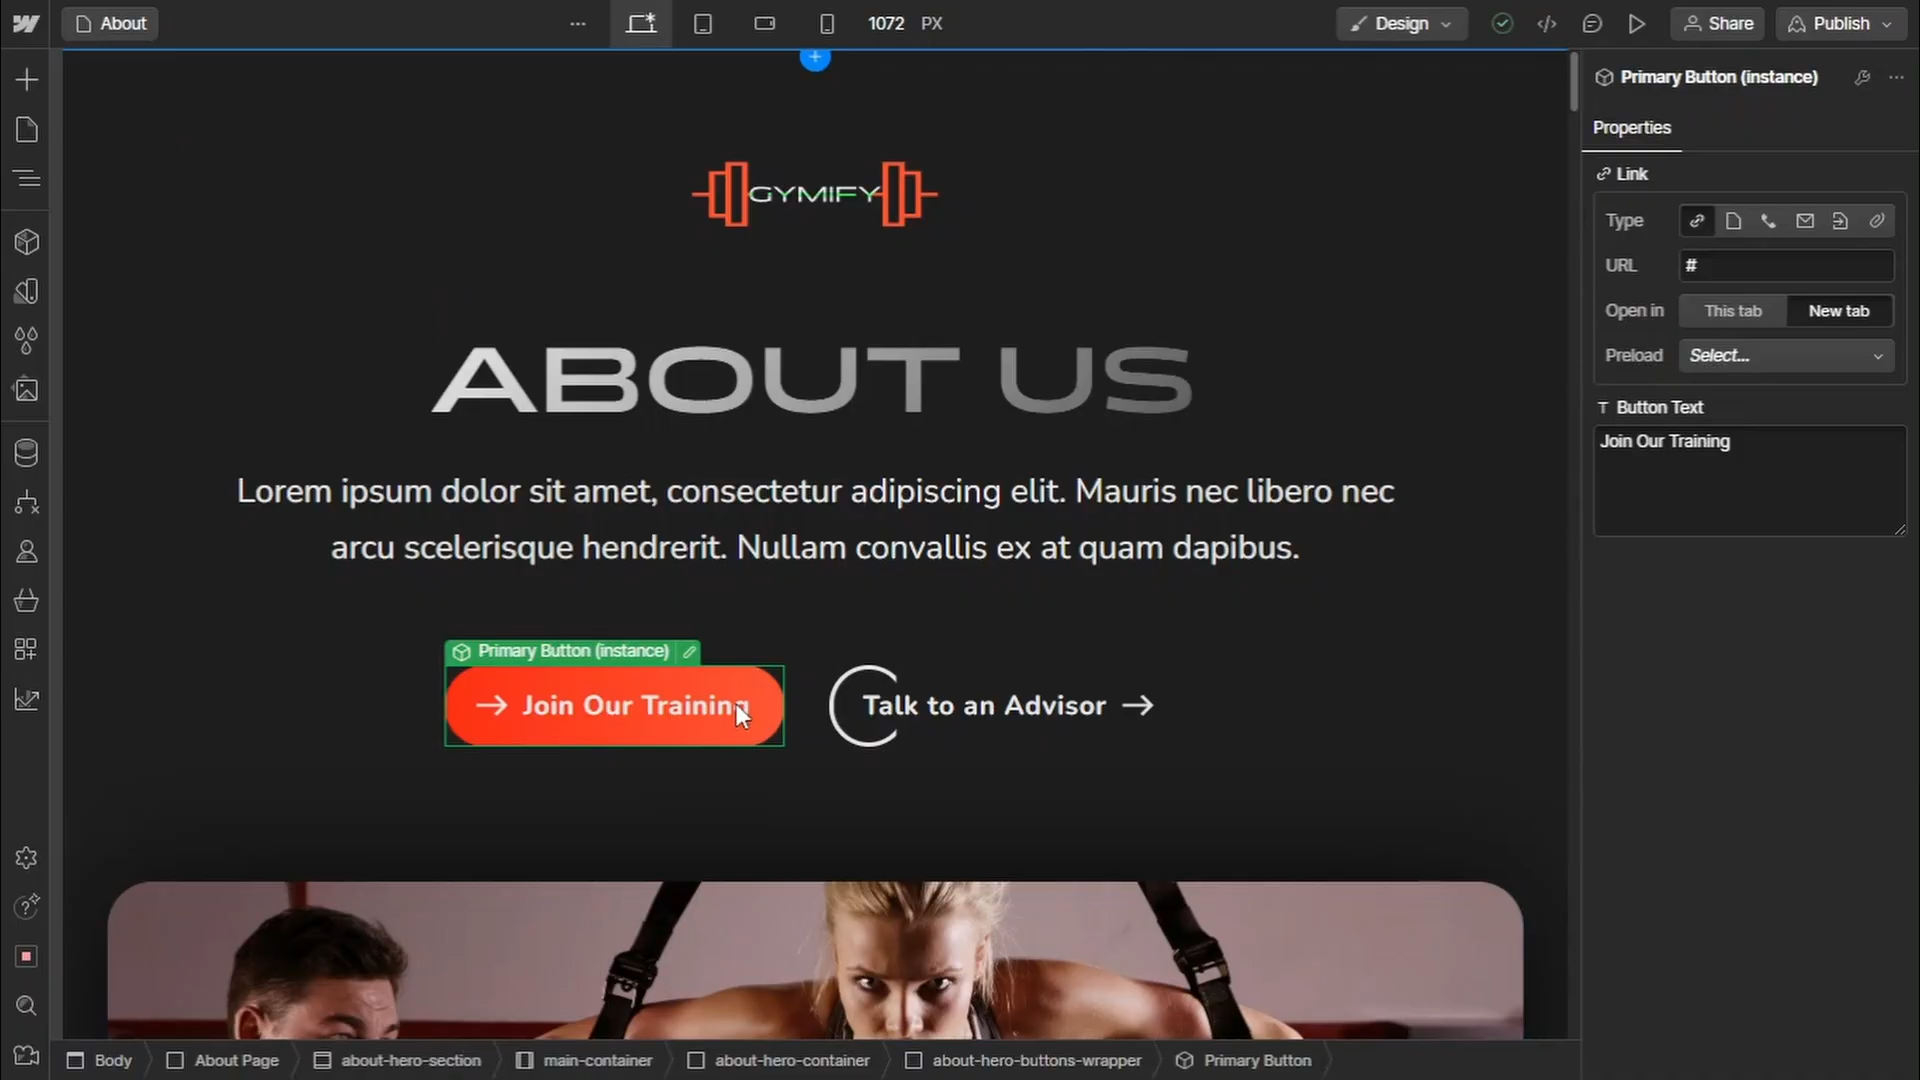 About
1072 PX
Design
Share
Publish
Primary Button (instance)
Properties
Link
Type
URL
#
Open in
This tab
New tab
Preload
Select...
Button Text
Join Our Training
GYMIFY
ABOUT US
Lorem ipsum dolor sit amet, consectetur adipiscing elit. Mauris nec libero nec
arcu scelerisque hendrerit. Nullam convallis ex at quam dapibus.
Primary Button (instance)
Join Our Training
Talk to an Advisor
Body
About Page
about-hero-section
main-container
about-hero-container
about-hero-buttons-wrapper
Primary Button